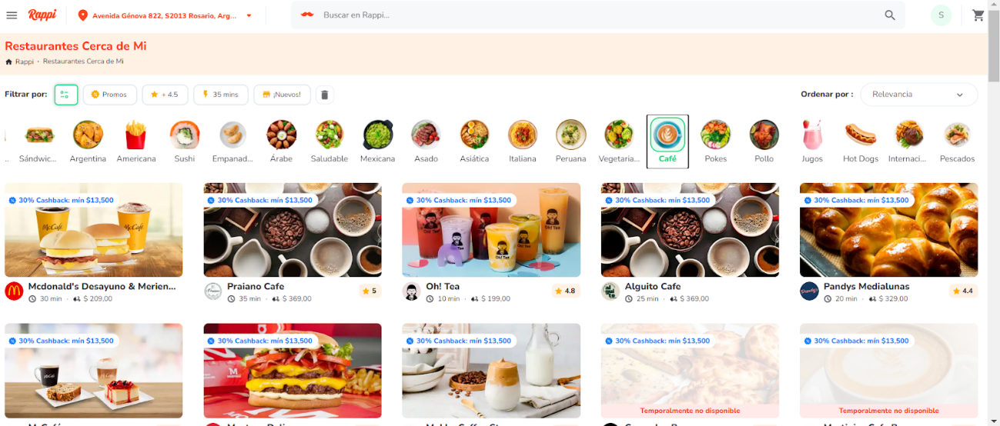 Rappi
Avenida Génova 822, S2013 Rosario, Arg...
Buscar en Rappi...
S
Restaurantes Cerca de Mi
Rappi · Restaurantes Cerca de Mi
Filtrar por:
Promos
+ 4.5
35 mins
¡Nuevos!
Ordenar por :
Relevancia
Sándwic...
Argentina
Americana
Sushi
Empanad...
Árabe
Saludable
Mexicana
Asado
Asiática
Italiana
Peruana
Vegetaria...
Café
Pokes
Pollo
Jugos
Hot Dogs
Internaci...
Pescados
30% Cashback: mín $13,500
McCafé
McCafé
Mcdonald's Desayuno & Merien...
30 min · $ 209,00
30% Cashback: mín $13,500
Praiano Cafe
35 min · $ 369,00
5
30% Cashback: mín $13,500
Oh! Tea
10 min · $ 199,00
4.8
30% Cashback: mín $13,500
Alguito Cafe
25 min · $ 369,00
30% Cashback: mín $13,500
Pandys Medialunas
20 min · $ 329,00
4.4
30% Cashback: mín $13,500
30% Cashback: mín $13,500
30% Cashback: mín $13,500
30% Cashback: mín $13,500
Temporalmente no disponible
30% Cashback: mín $13,500
Temporalmente no disponible